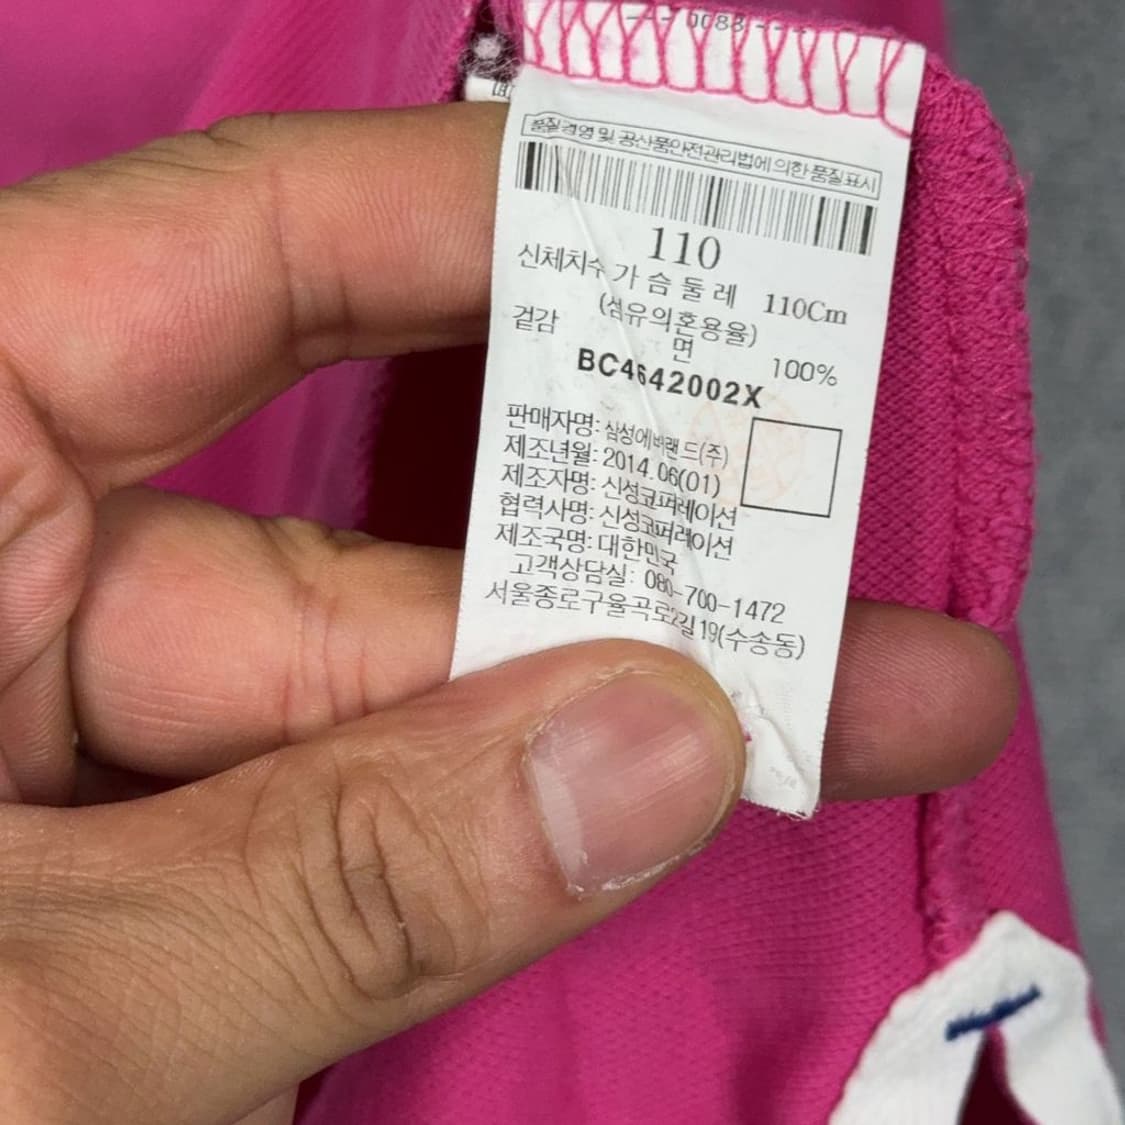 0088
품질경영 및 공산품안전관리법에 의한 품질표시
110
신체치수 가 슴 둘 레 110Cm
(섬유의혼용율)
겉감 면 100%
BC4642002X
판매자명: 삼성에버랜드(주)
제조년월: 2014.06(01)
제조자명: 신성코퍼레이션
협력사명: 신성코퍼레이션
제조국명: 대한민국
고객상담실: 080-700-1472
서울종로구율곡로2길19(수송동)